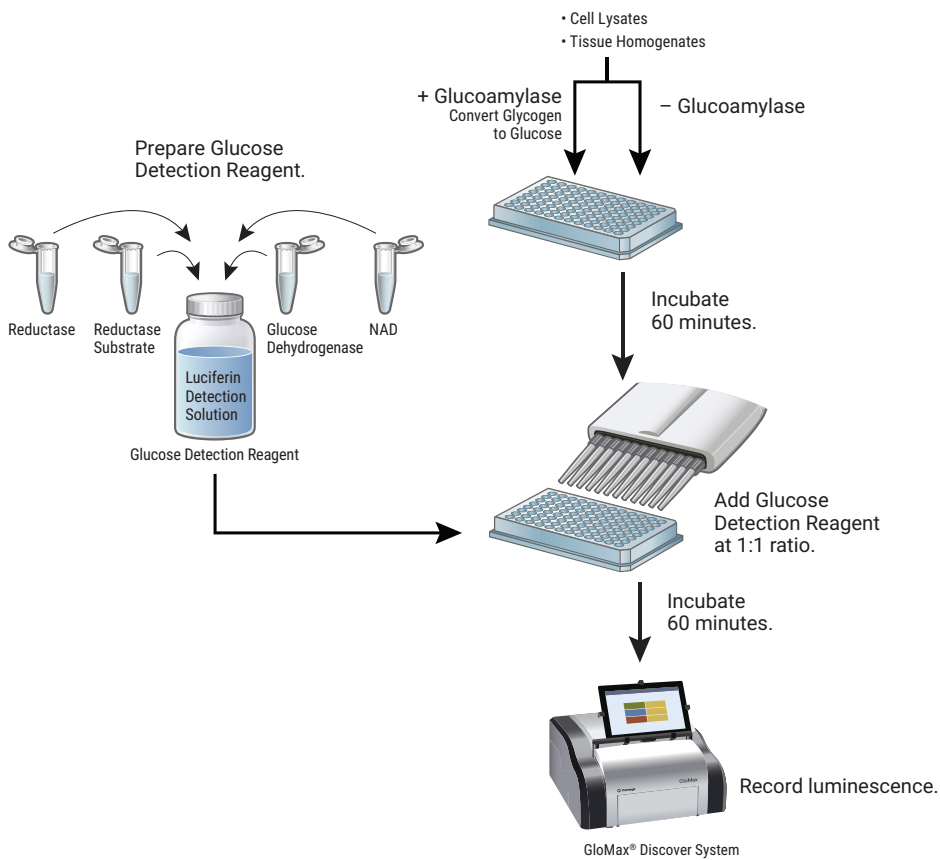 • Cell Lysates
• Tissue Homogenates
+ Glucoamylase
Convert Glycogen
to Glucose
– Glucoamylase
Prepare Glucose
Detection Reagent.
Reductase
Reductase
Substrate
Glucose
Dehydrogenase
NAD
Luciferin
Detection
Solution
Glucose Detection Reagent
Incubate
60 minutes.
Add Glucose
Detection Reagent
at 1:1 ratio.
Incubate
60 minutes.
Promega
GloMax
Record luminescence.
GloMax® Discover System